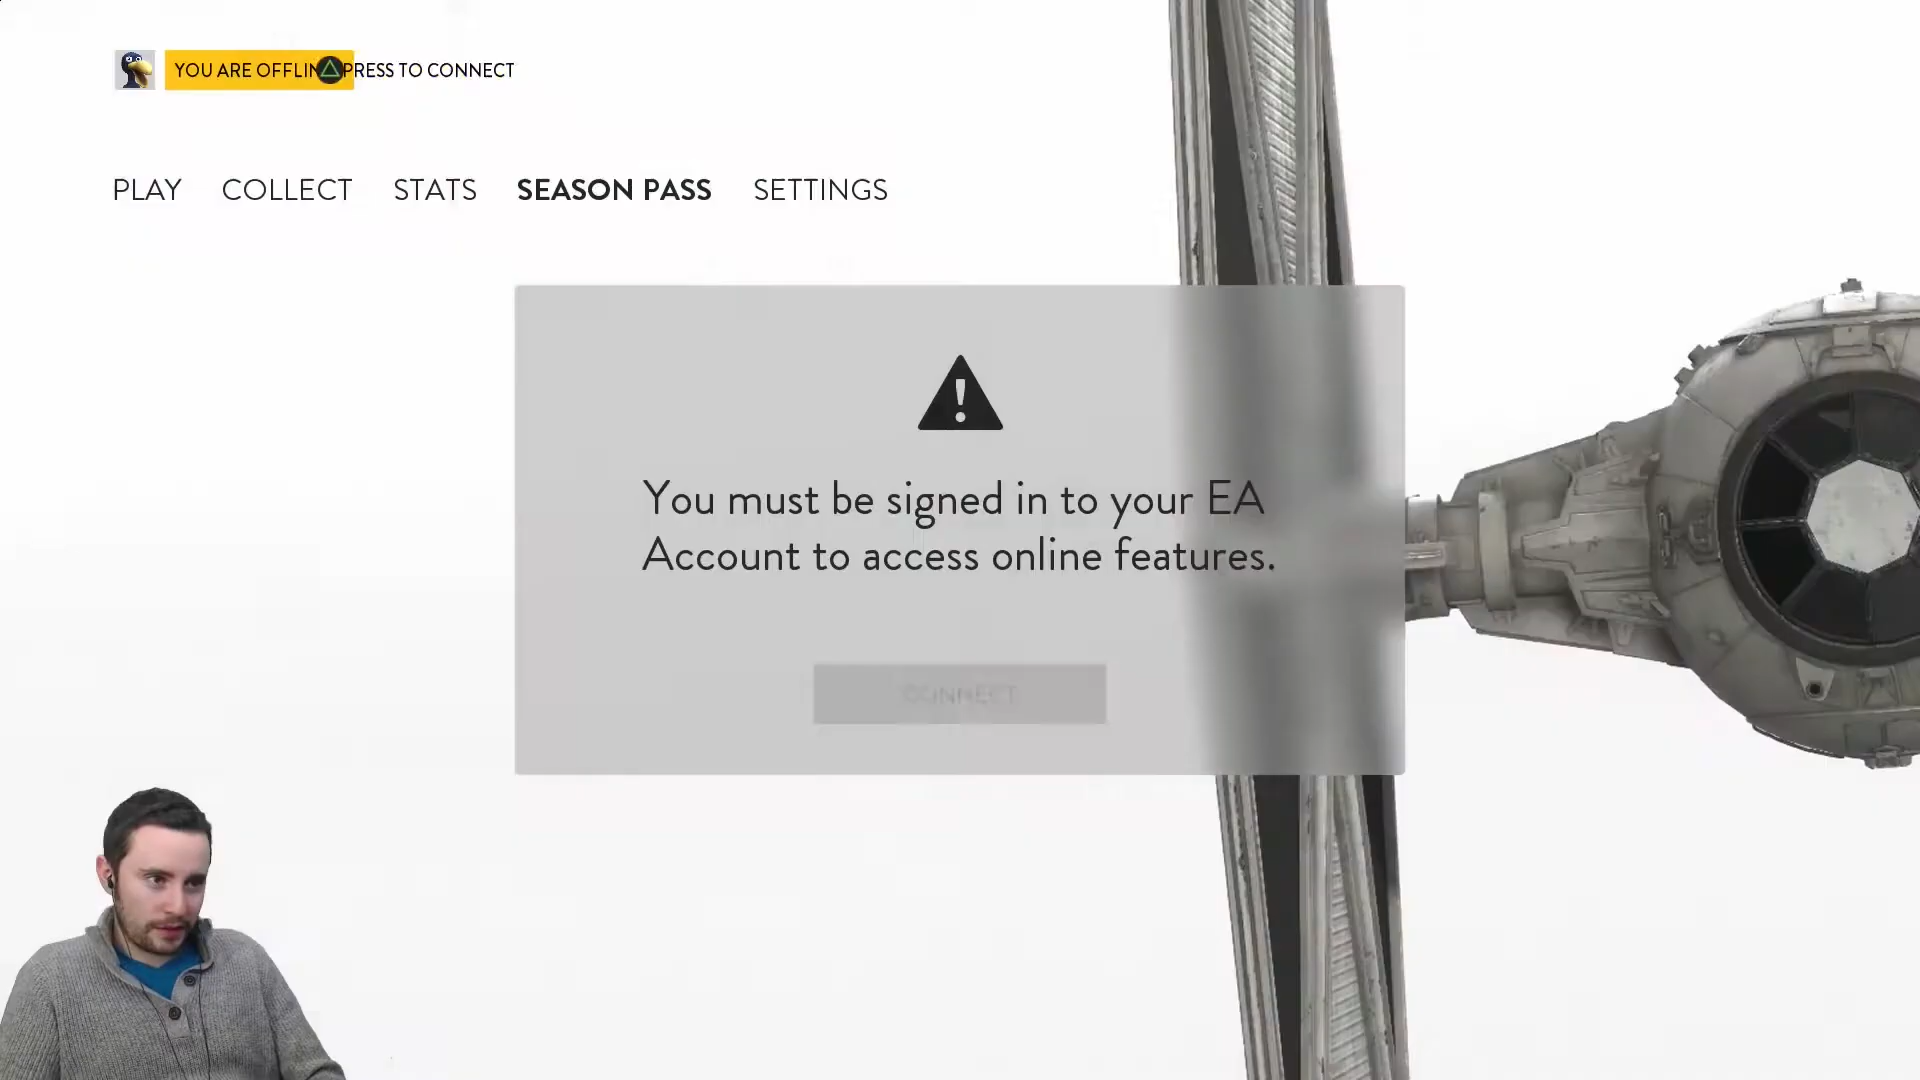 YOU ARE OFFLIN PRESS TO CONNECT
PLAY COLLECT STATS SEASON PASS SETTINGS
You must be signed in to your EA
Account to access online features.
CONNECT